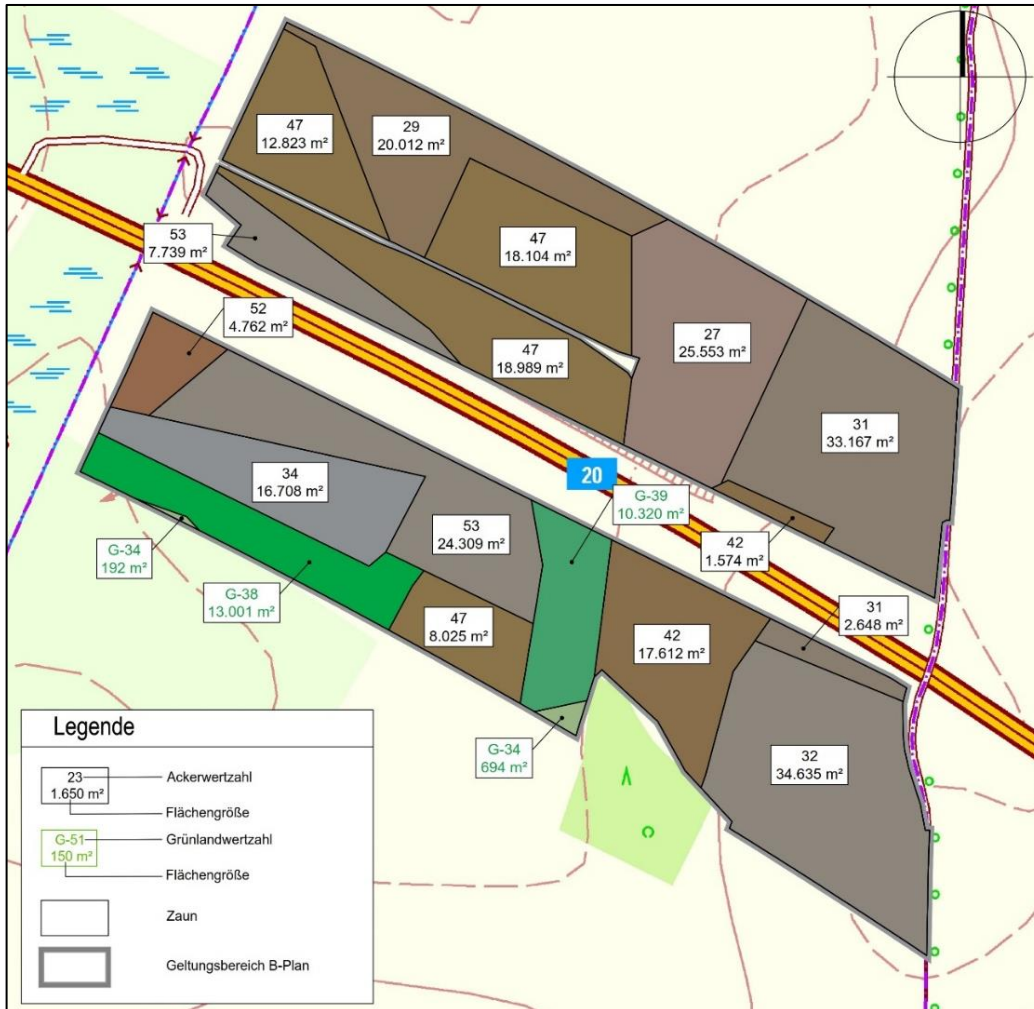 47
12.823 m²
29
20.012 m²
47
18.104 m²
53
7.739 m²
52
4.762 m²
47
18.989 m²
27
25.553 m²
31
33.167 m²
34
16.708 m²
20
G-39
10.320 m²
53
24.309 m²
42
1.574 m²
G-34
192 m²
G-38
13.001 m²
47
8.025 m²
42
17.612 m²
31
2.648 m²
G-34
694 m²
32
34.635 m²
Legende
23
1.650 m²
Ackerwertzahl
Flächengröße
G-51
150 m²
Grünlandwertzahl
Flächengröße
Zaun
Geltungsbereich B-Plan